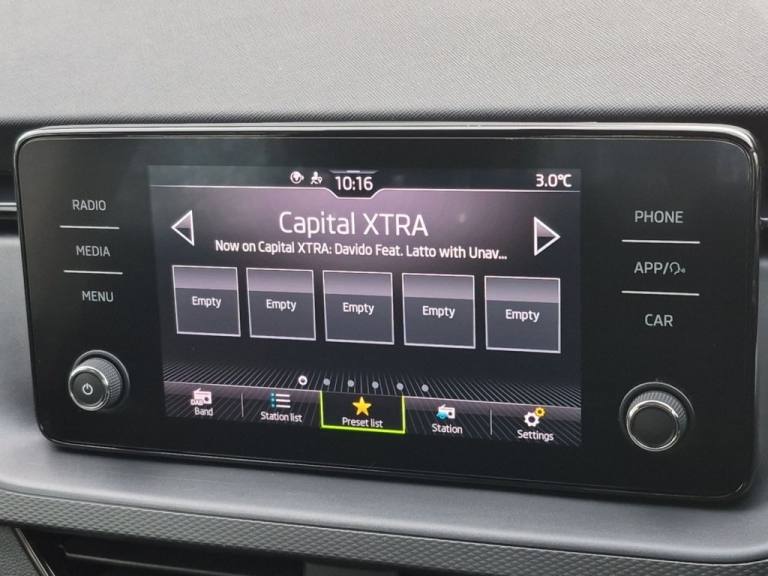 10:16
3.0°C
RADIO
MEDIA
MENU
Capital XTRA
Now on Capital XTRA: Davido Feat. Latto with Unav...
Empty
Empty
Empty
Empty
Empty
DAB
Band
Station list
Preset list
Station
Settings
PHONE
APP/
CAR